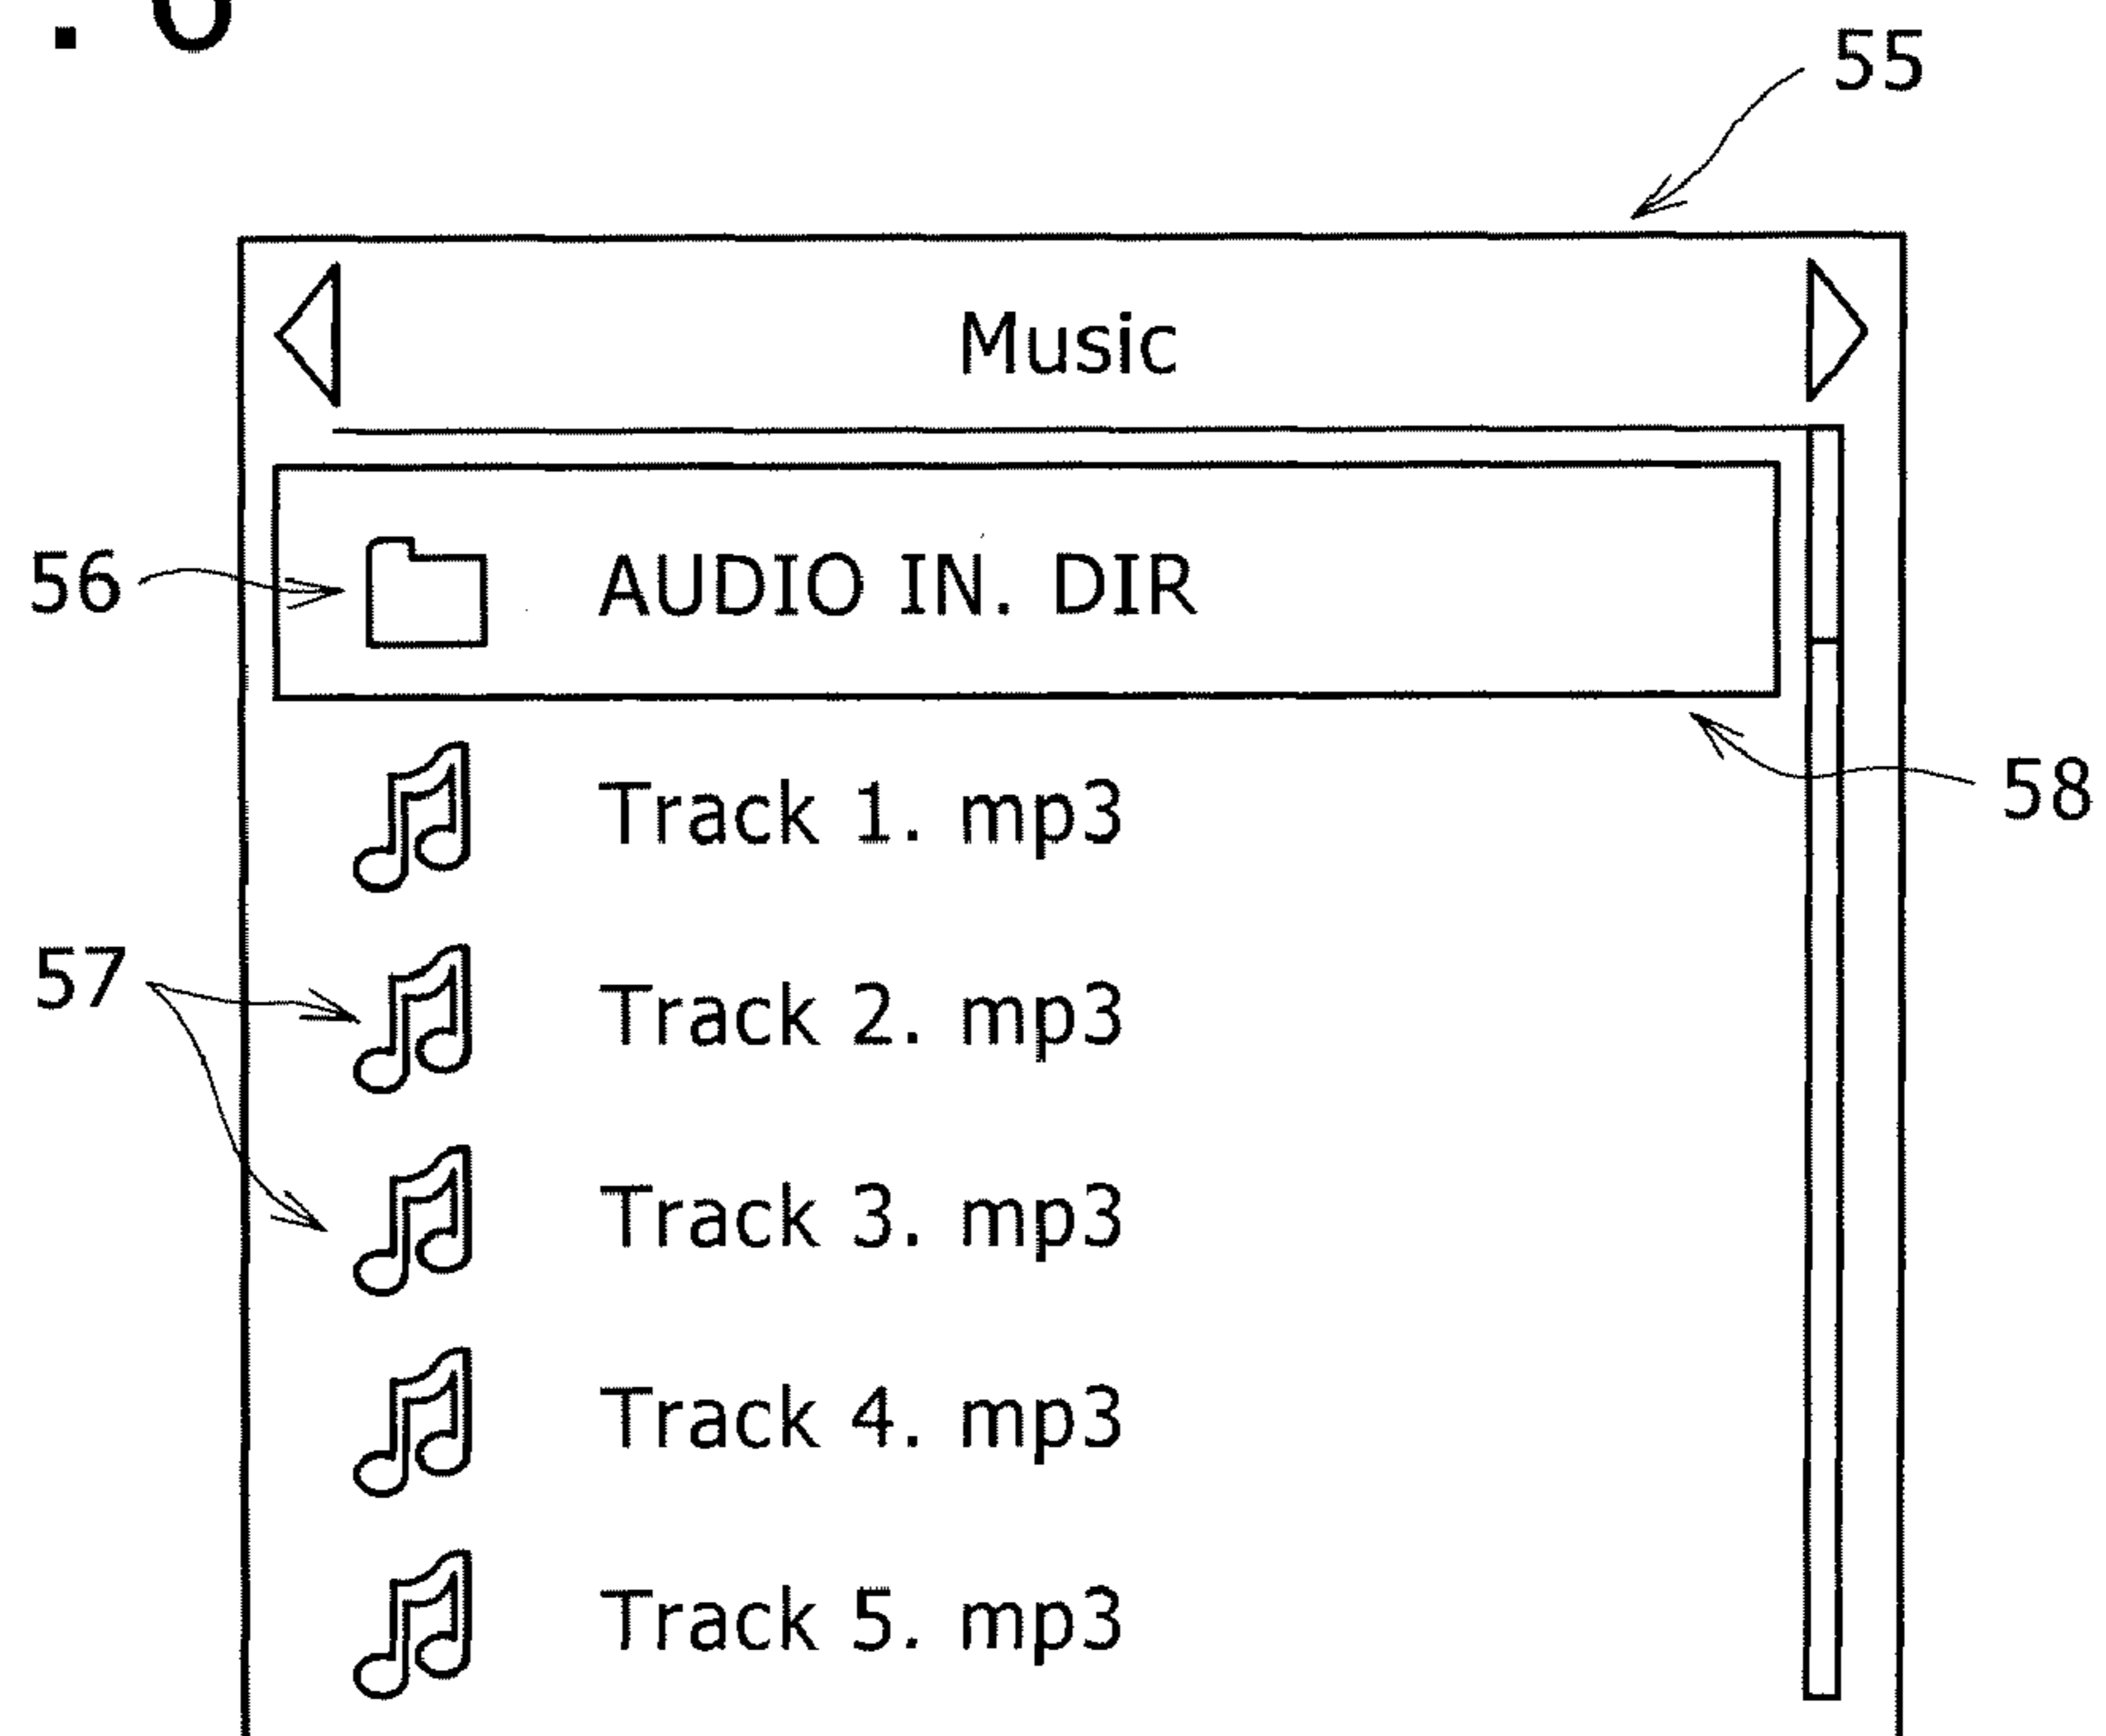 55
Music
56 AUDIO IN. DIR
Track 1. mp3
58
57 Track 2. mp3
Track 3. mp3
Track 4. mp3
Track 5. mp3